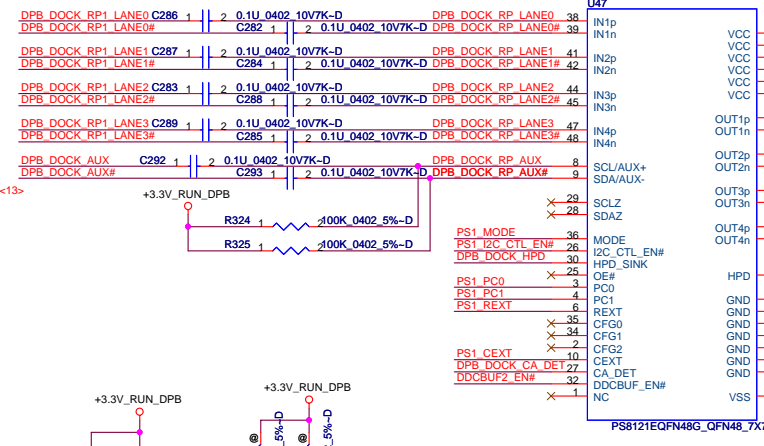 U47
DPB_DOCK_RP1_LANE0 C286 1 2 0.1U_0402_10V7K~D DPB_DOCK_RP_LANE0 38 IN1p
DPB_DOCK_RP1_LANE0# C282 1 2 0.1U_0402_10V7K~D DPB_DOCK_RP_LANE0# 39 IN1n VCC
VCC
DPB_DOCK_RP1_LANE1 C287 1 2 0.1U_0402_10V7K~D DPB_DOCK_RP_LANE1 41 IN2p VCC
DPB_DOCK_RP1_LANE1# C284 1 2 0.1U_0402_10V7K~D DPB_DOCK_RP_LANE1# 42 IN2n VCC
VCC
DPB_DOCK_RP1_LANE2 C283 1 2 0.1U_0402_10V7K~D DPB_DOCK_RP_LANE2 44 IN3p VCC
DPB_DOCK_RP1_LANE2# C288 1 2 0.1U_0402_10V7K~D DPB_DOCK_RP_LANE2# 45 IN3n
OUT1p
DPB_DOCK_RP1_LANE3 C289 1 2 0.1U_0402_10V7K~D DPB_DOCK_RP_LANE3 47 IN4p OUT1n
DPB_DOCK_RP1_LANE3# C285 1 2 0.1U_0402_10V7K~D DPB_DOCK_RP_LANE3# 48 IN4n
OUT2p
DPB_DOCK_AUX C292 1 2 0.1U_0402_10V7K~D DPB_DOCK_RP_AUX 8 SCL/AUX+ OUT2n
DPB_DOCK_AUX# C293 1 2 0.1U_0402_10V7K~D DPB_DOCK_RP_AUX# 9 SDA/AUX-
<13> OUT3p
+3.3V_RUN_DPB 29 SCLZ OUT3n
28 SDAZ
R324 1 2 100K_0402_5%~D OUT4p
PS1_MODE 36 MODE OUT4n
R325 1 2 100K_0402_5%~D PS1_I2C_CTL_EN# 26 I2C_CTL_EN#
DPB_DOCK_HPD 30 HPD_SINK
25 OE# HPD
PS1_PC0 3 PC0
PS1_PC1 4 PC1 GND
PS1_REXT 6 REXT GND
35 CFG0 GND
34 CFG1 GND
2 CFG2 GND
PS1_CEXT 10 CEXT GND
DPB_DOCK_CA_DET 27 CA_DET GND
DDCBUF2_EN# 32 DDCBUF_EN#
1 NC VSS
+3.3V_RUN_DPB
+3.3V_RUN_DPB
PS8121EQFN48G_QFN48_7X7
@ 5%~D @ 5%~D